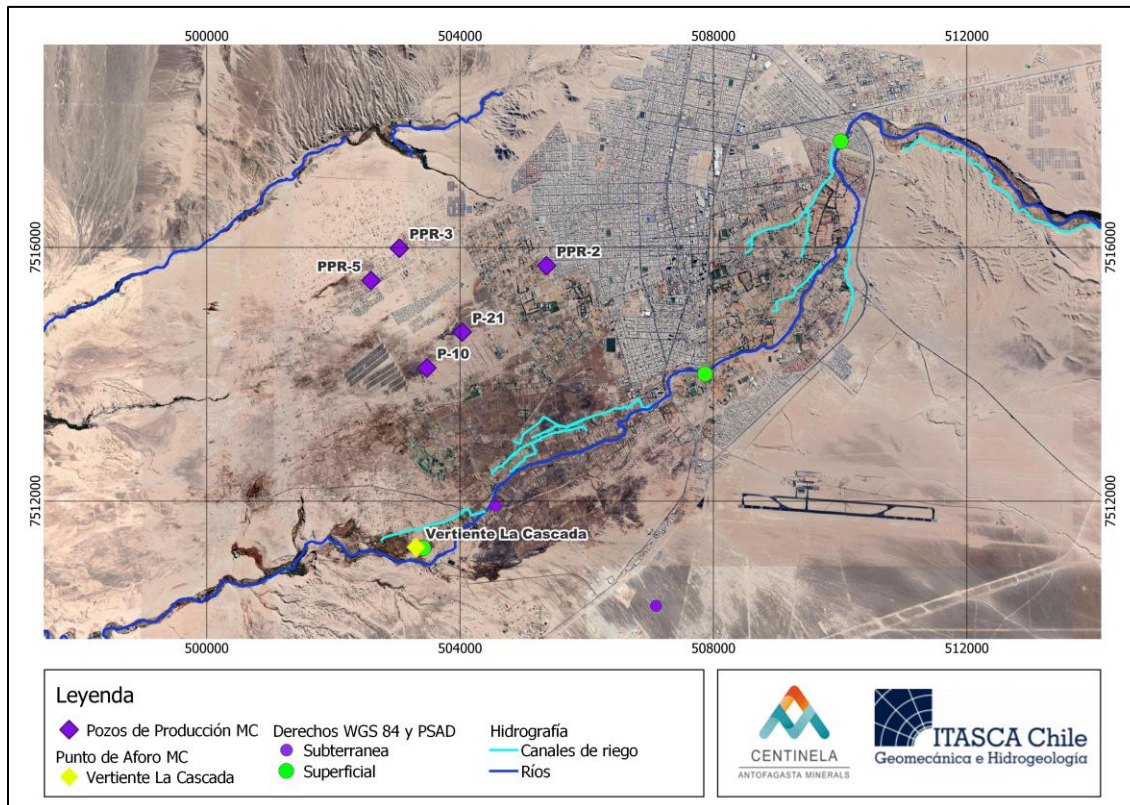 500000 504000 508000 512000
7516000 7516000
PPR-3
PPR-2
PPR-5
P-21
P-10
7512000 7512000
Vertiente La Cascada
500000 504000 508000 512000
Leyenda
Pozos de Producción MC
Punto de Aforo MC
Vertiente La Cascada
Derechos WGS 84 y PSAD
Subterranea
Superficial
Hidrografía
Canales de riego
Ríos
CENTINELA
ANTOFAGASTA MINERALS
ITASCA Chile
Geomecánica e Hidrogeología